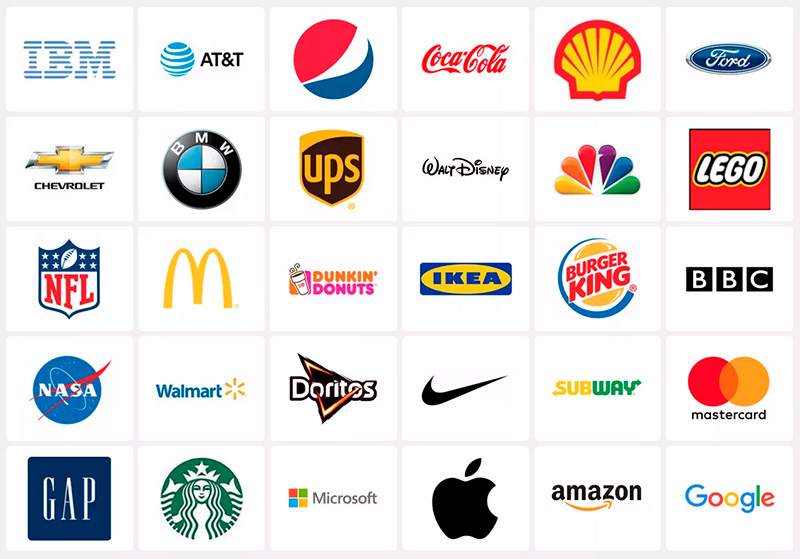 IBM
AT&T
Coca-Cola
Ford
CHEVROLET
BMW
ups
®
WALT DISNEY
LEGO
NFL
DUNKIN'
DONUTS
IKEA
®
BURGER
KING
®
BBC
NASA
Walmart
Doritos
SUBWAY
mastercard
GAP
Microsoft
amazon
Google